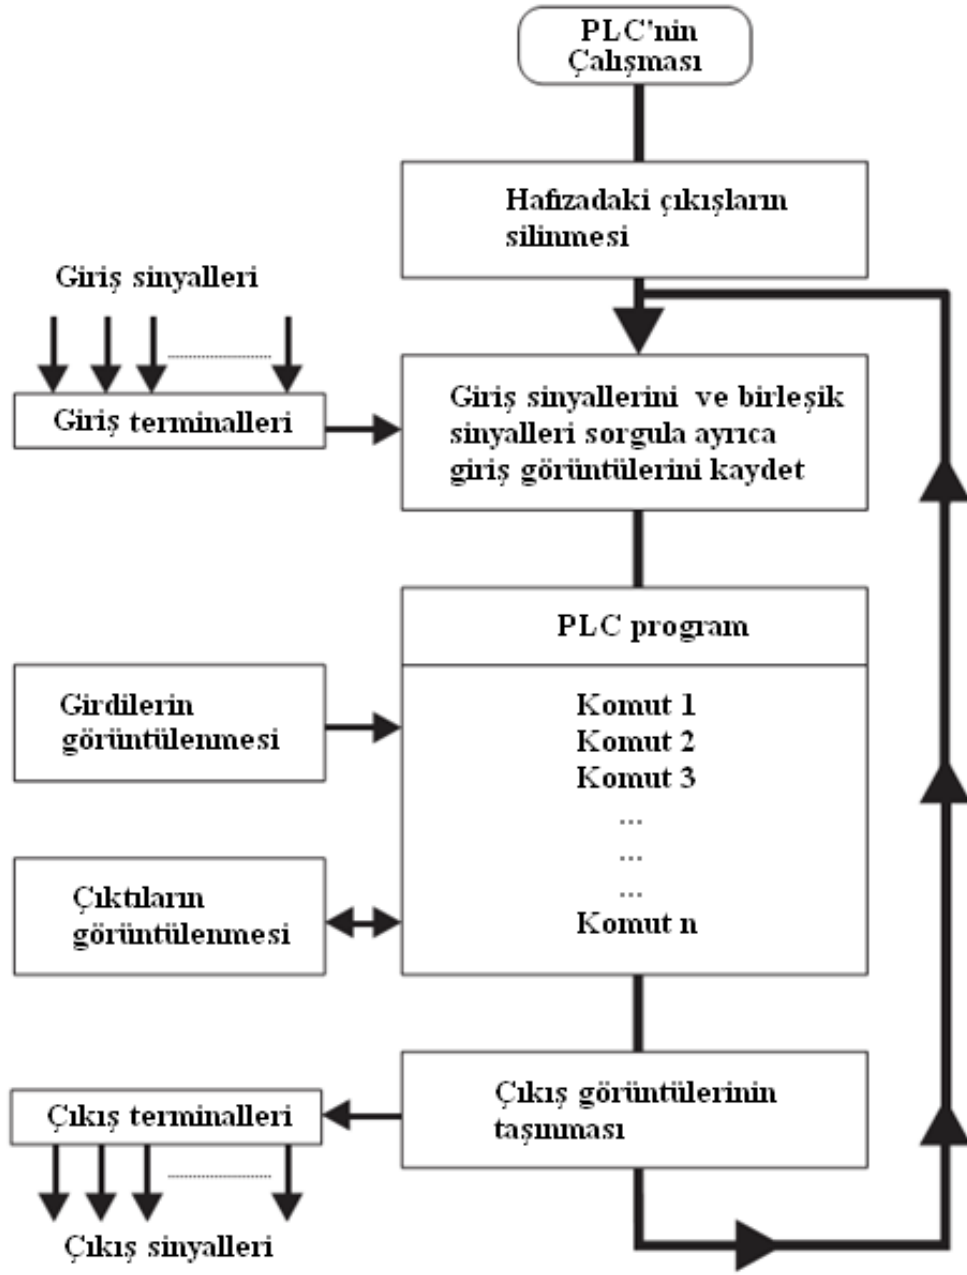 PLC'nin
Çalışması
Hafızadaki çıkışların
silinmesi
Giriş sinyalleri
Giriş terminalleri
Giriş sinyallerini ve birleşik
sinyalleri sorgula ayrıca
giriş görüntülerini kaydet
PLC program
Girdilerin
görüntülenmesi
Komut 1
Komut 2
Komut 3
...
...
...
Komut n
Çıktıların
görüntülenmesi
Çıkış görüntülerinin
taşınması
Çıkış terminalleri
Çıkış sinyalleri